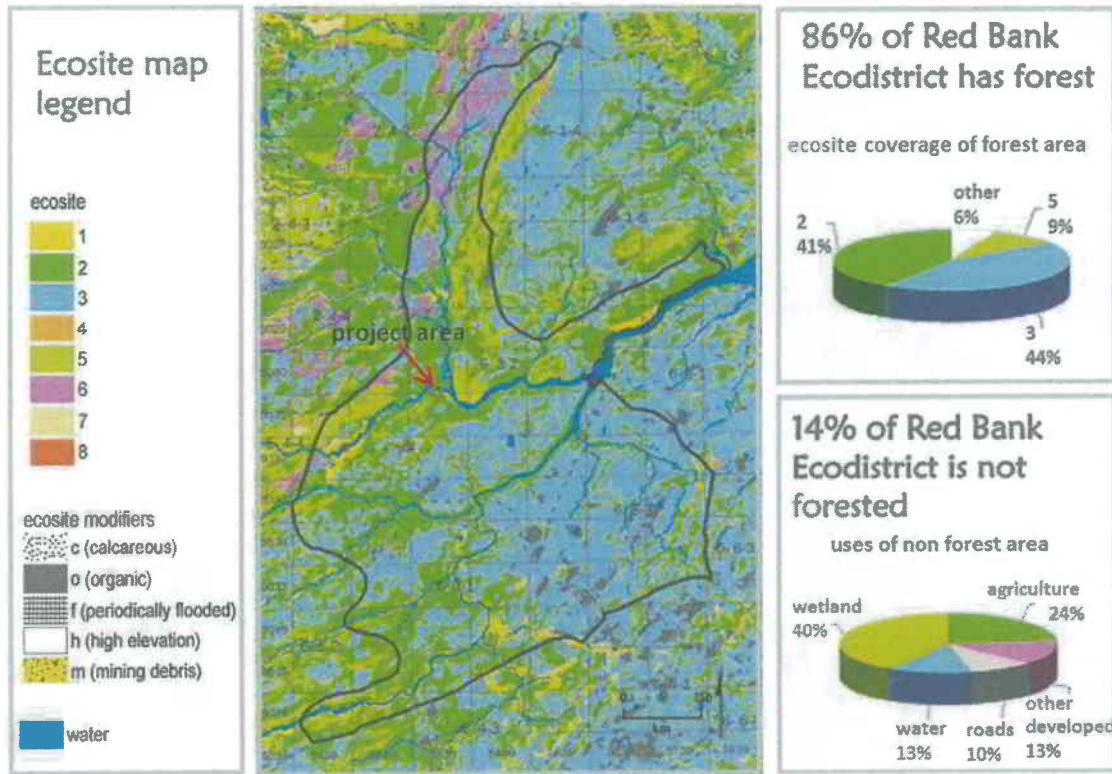 Ecosite map
legend
ecosite
1
2
3
4
5
6
7
8
ecosite modifiers
c (calcareous)
o (organic)
f (periodically flooded)
h (high elevation)
m (mining debris)
water
project area
km
86% of Red Bank
Ecodistrict has forest
ecosite coverage of forest area
other
6%
5
9%
2
41%
3
44%
14% of Red Bank
Ecodistrict is not
forested
uses of non forest area
agriculture
24%
wetland
40%
water
13%
roads
10%
other
developed
13%